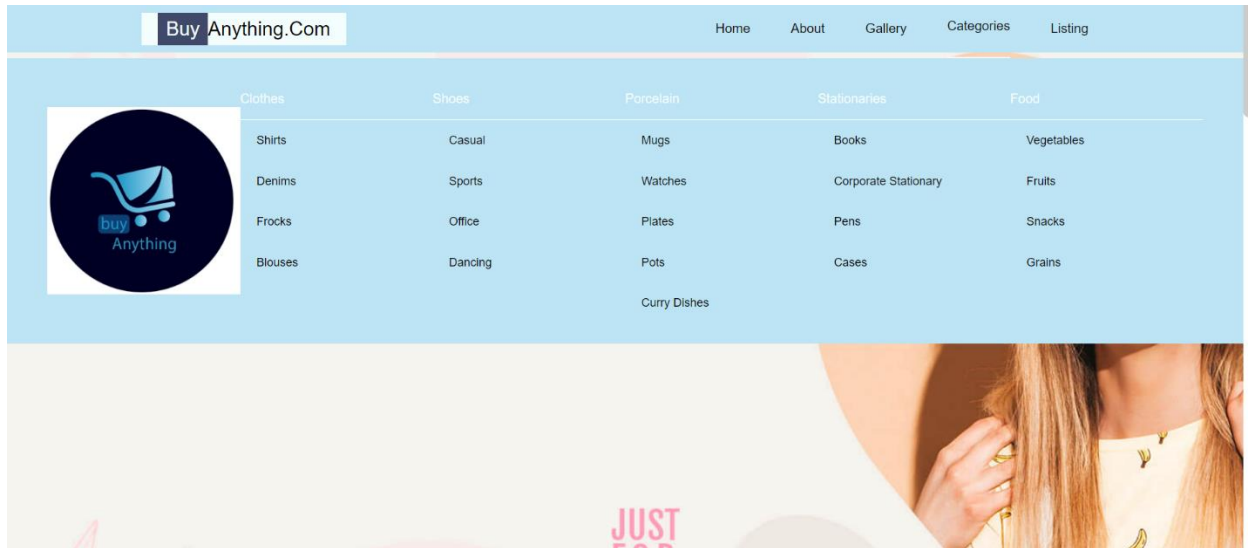 Buy Anything.Com
Home About Gallery Categories Listing
Clothes Shoes Porcelain Stationaries Food
buy
Anything
Shirts Casual Mugs Books Vegetables
Denims Sports Watches Corporate Stationary Fruits
Frocks Office Plates Pens Snacks
Blouses Dancing Pots Cases Grains
Curry Dishes
JUST
FOR